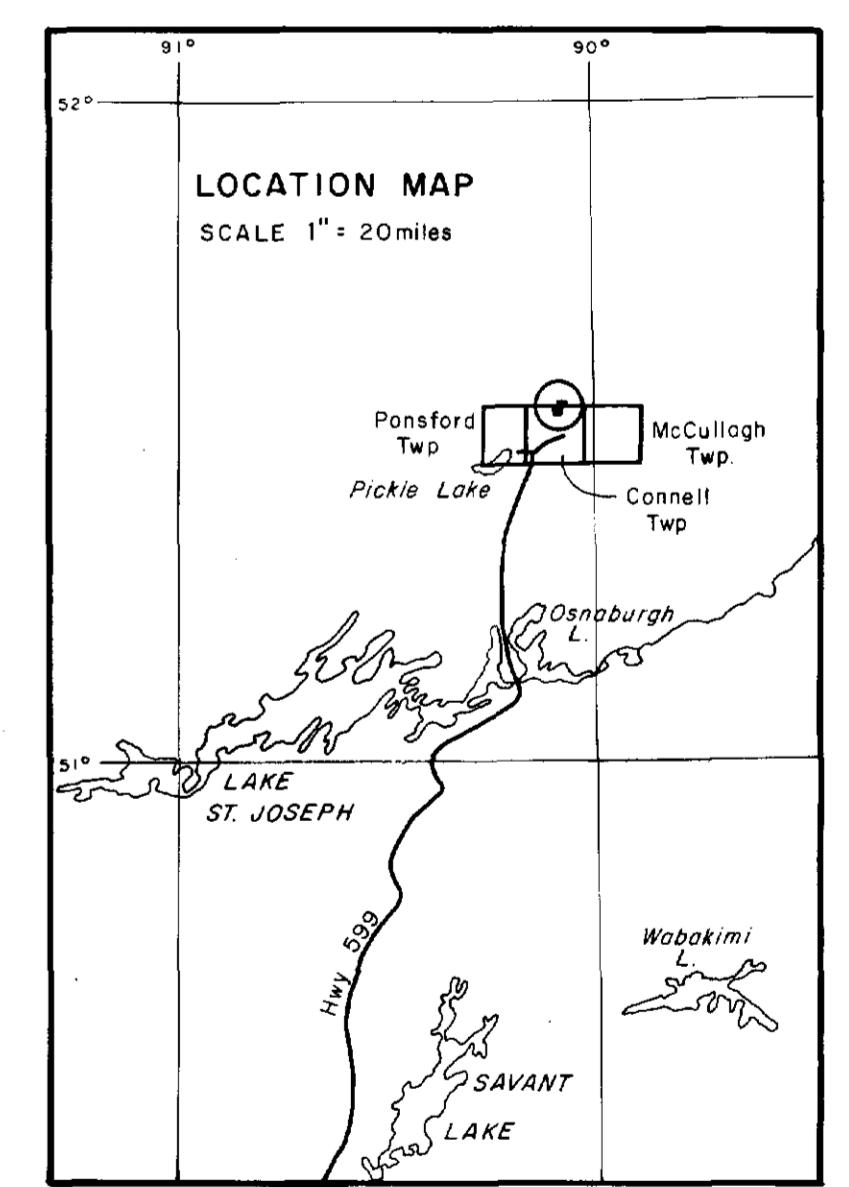 91° 90°
52°
LOCATION MAP
SCALE 1" = 20 miles
Ponsford
Twp
McCullagh
Twp.
Pickle Lake
Connell
Twp
Osnaburgh
L.
51°
LAKE
ST. JOSEPH
Hwy 599
Wabakimi
L.
SAVANT
LAKE